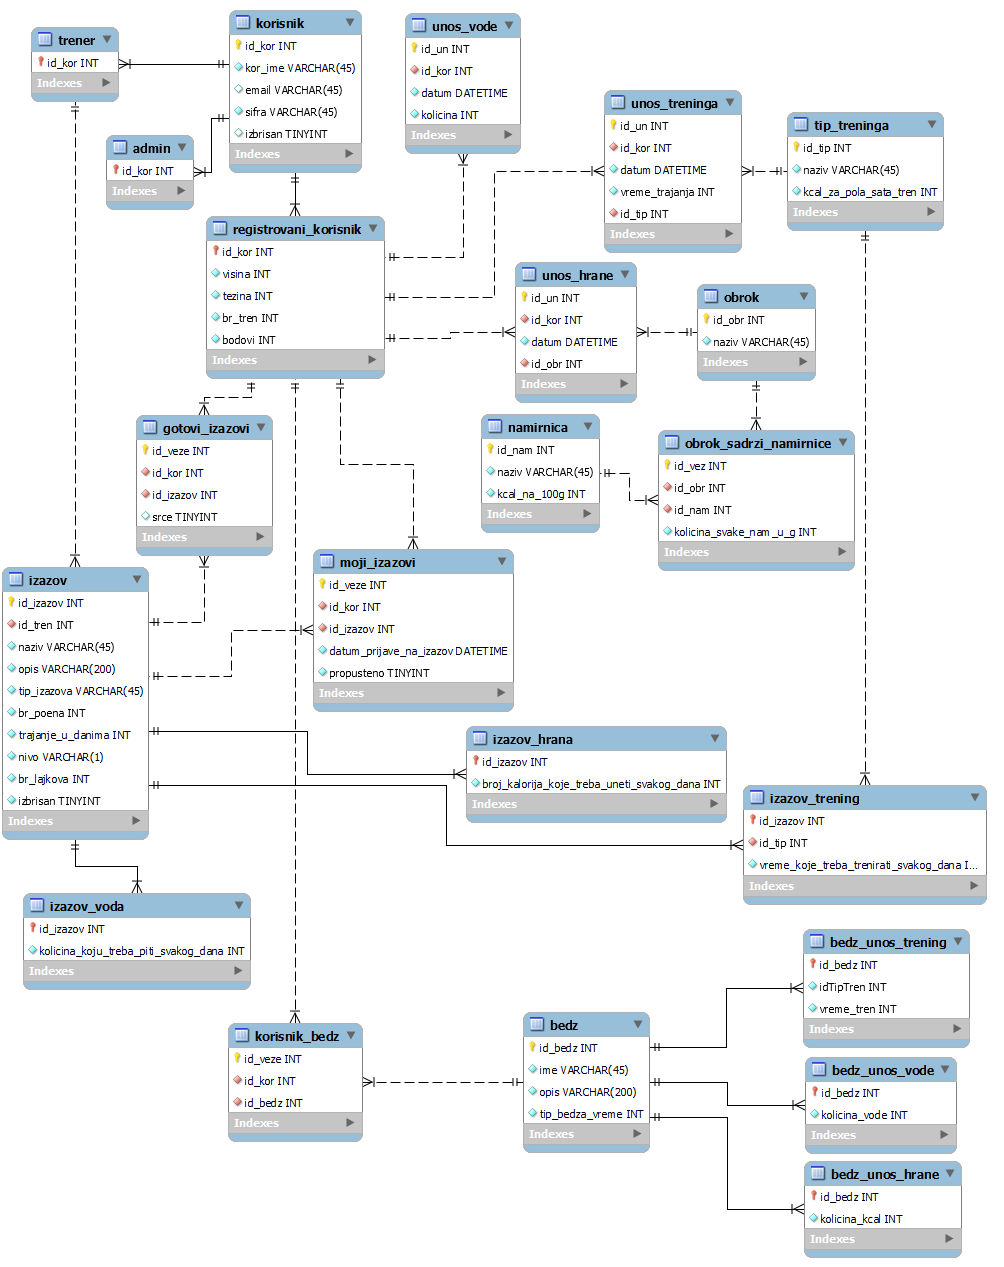 trener
id_kor INT
Indexes
korisnik
id_kor INT
kor_ime VARCHAR(45)
email VARCHAR(45)
sifra VARCHAR(45)
izbrisan TINYINT
Indexes
unos_vode
id_un INT
id_kor INT
datum DATETIME
kolicina INT
Indexes
unos_treninga
id_un INT
id_kor INT
datum DATETIME
vreme_trajanja INT
id_tip INT
Indexes
tip_treninga
id_tip INT
naziv VARCHAR(45)
kcal_za_pola_sata_tren INT
Indexes
admin
id_kor INT
Indexes
registrovani_korisnik
id_kor INT
visina INT
tezina INT
br_tren INT
bodovi INT
Indexes
unos_hrane
id_un INT
id_kor INT
datum DATETIME
id_obr INT
Indexes
obrok
id_obr INT
naziv VARCHAR(45)
Indexes
gotovi_izazovi
id_veze INT
id_kor INT
id_izazov INT
srce TINYINT
Indexes
namirnica
id_nam INT
naziv VARCHAR(45)
kcal_na_100g INT
Indexes
obrok_sadrzi_namirnice
id_vez INT
id_obr INT
id_nam INT
kolicina_svake_nam_u_g INT
Indexes
izazov
id_izazov INT
id_tren INT
naziv VARCHAR(45)
opis VARCHAR(200)
tip_izazova VARCHAR(45)
br_poena INT
trajanje_u_danima INT
nivo VARCHAR(1)
br_lajkova INT
izbrisan TINYINT
Indexes
moji_izazovi
id_veze INT
id_kor INT
id_izazov INT
datum_prijave_na_izazov DATETIME
propusteno TINYINT
Indexes
izazov_hrana
id_izazov INT
broj_kalorija_koje_treba_uneti_svakog_dana INT
Indexes
izazov_trening
id_izazov INT
id_tip INT
vreme_koje_treba_trenirati_svakog_dana I...
Indexes
izazov_voda
id_izazov INT
kolicina_koju_treba_piti_svakog_dana INT
Indexes
bedz_unos_trening
id_bedz INT
idTipTren INT
vreme_tren INT
Indexes
korisnik_bedz
id_veze INT
id_kor INT
id_bedz INT
Indexes
bedz
id_bedz INT
ime VARCHAR(45)
opis VARCHAR(200)
tip_bedza_vreme INT
Indexes
bedz_unos_vode
id_bedz INT
kolicina_vode INT
Indexes
bedz_unos_hrane
id_bedz INT
kolicina_kcal INT
Indexes